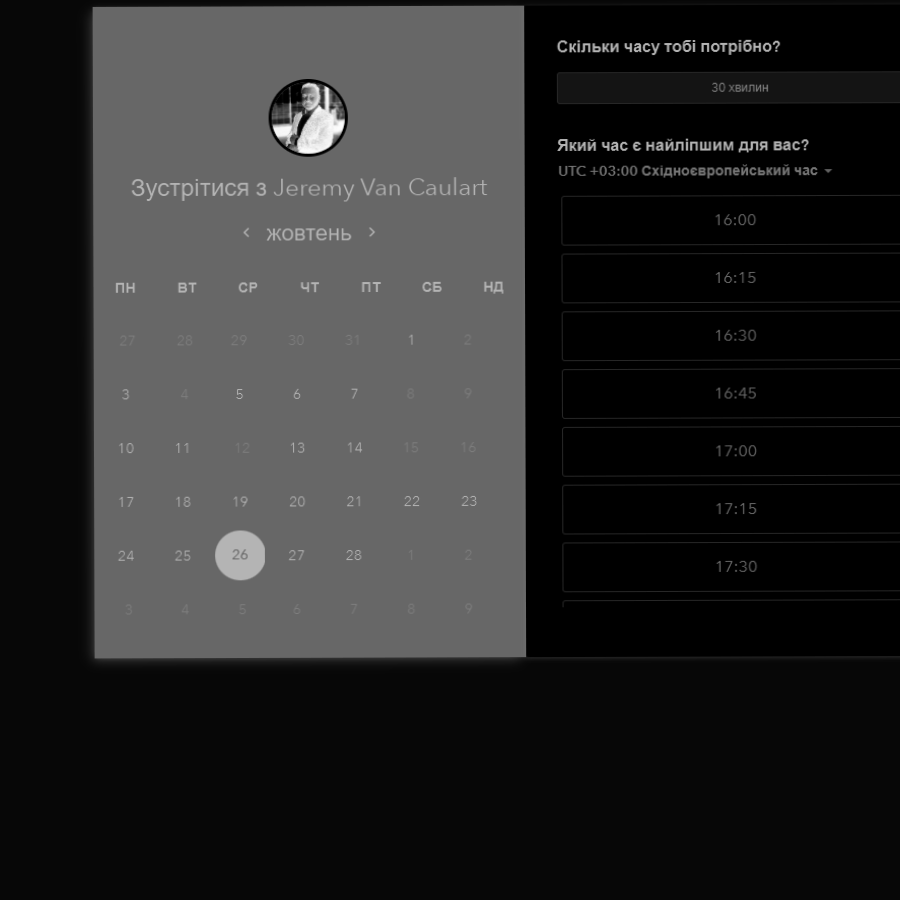 Зустрітися з Jeremy Van Caulart
жовтень
ПН ВТ СР ЧТ ПТ СБ НД
27 28 29 30 31 1 2
3 4 5 6 7 8 9
10 11 12 13 14 15 16
17 18 19 20 21 22 23
24 25 26 27 28 1 2
3 4 5 6 7 8 9
Скільки часу тобі потрібно?
30 хвилин
Який час є найліпшим для вас?
UTC +03:00 Східноєвропейський час
16:00
16:15
16:30
16:45
17:00
17:15
17:30